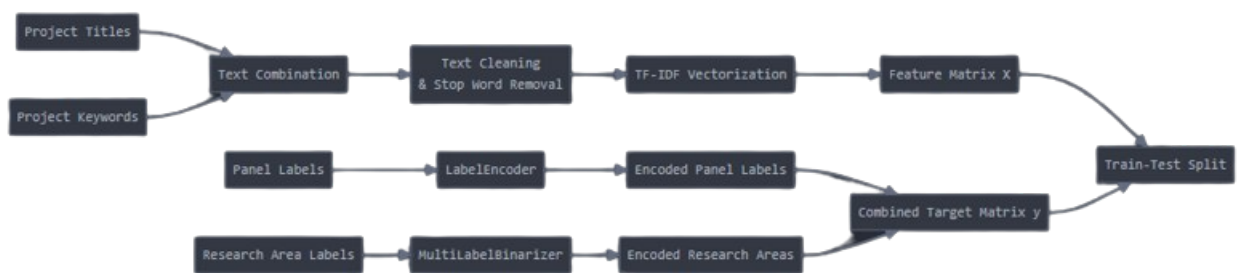 Project Titles
Project Keywords
Text Combination
Text Cleaning
& Stop Word Removal
TF-IDF Vectorization
Feature Matrix X
Panel Labels
LabelEncoder
Encoded Panel Labels
Research Area Labels
MultiLabelBinarizer
Encoded Research Areas
Combined Target Matrix y
Train-Test Split